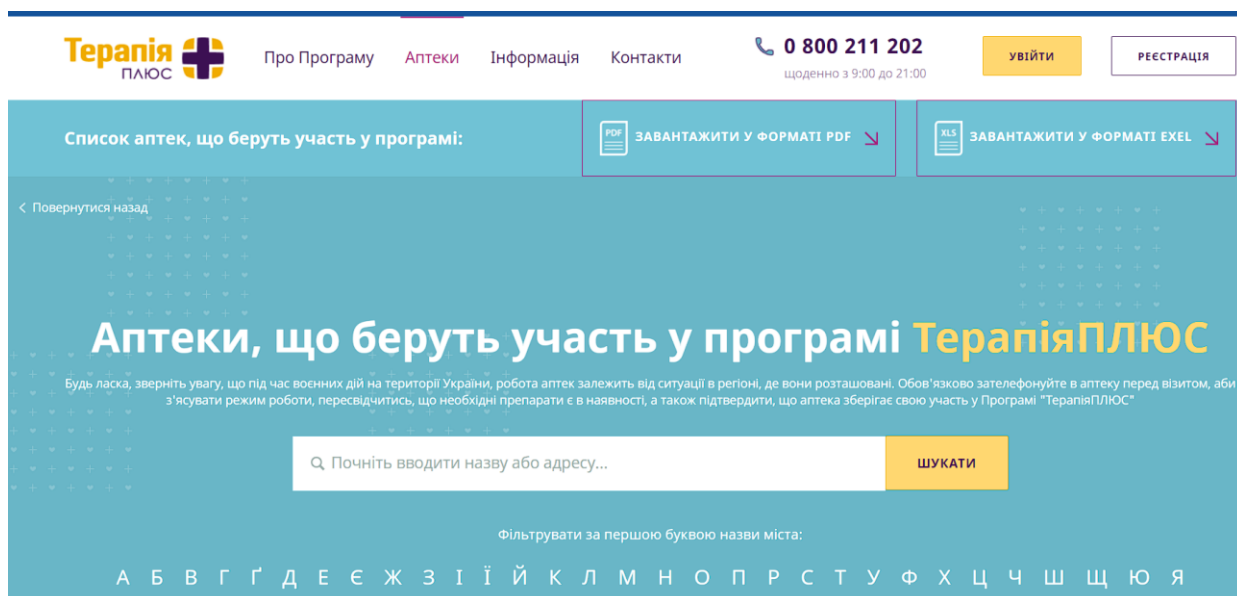 Терапія
ПЛЮС
Про Програму
Аптеки
Інформація
Контакти
0 800 211 202
щоденно з 9:00 до 21:00
УВІЙТИ
РЕЄСТРАЦІЯ
Список аптек, що беруть участь у програмі:
PDF
ЗАВАНТАЖИТИ У ФОРМАТІ PDF
XLS
ЗАВАНТАЖИТИ У ФОРМАТІ EXEL
< Повернутися назад
Аптеки, що беруть участь у програмі ТерапіяПЛЮС
Будь ласка, зверніть увагу, що під час воєнних дій на території України, робота аптек залежить від ситуації в регіоні, де вони розташовані. Обов'язково зателефонуйте в аптеку перед візитом, аби
з'ясувати режим роботи, пересвідчитись, що необхідні препарати є в наявності, а також підтвердити, що аптека зберігає свою участь у Програмі "ТерапіяПЛЮС"
Почніть вводити назву або адресу...
ШУКАТИ
Фільтрувати за першою буквою назви міста:
А Б В Г Ґ Д Е Є Ж З І Ї Й К Л М Н О П Р С Т У Ф Х Ц Ч Ш Щ Ю Я